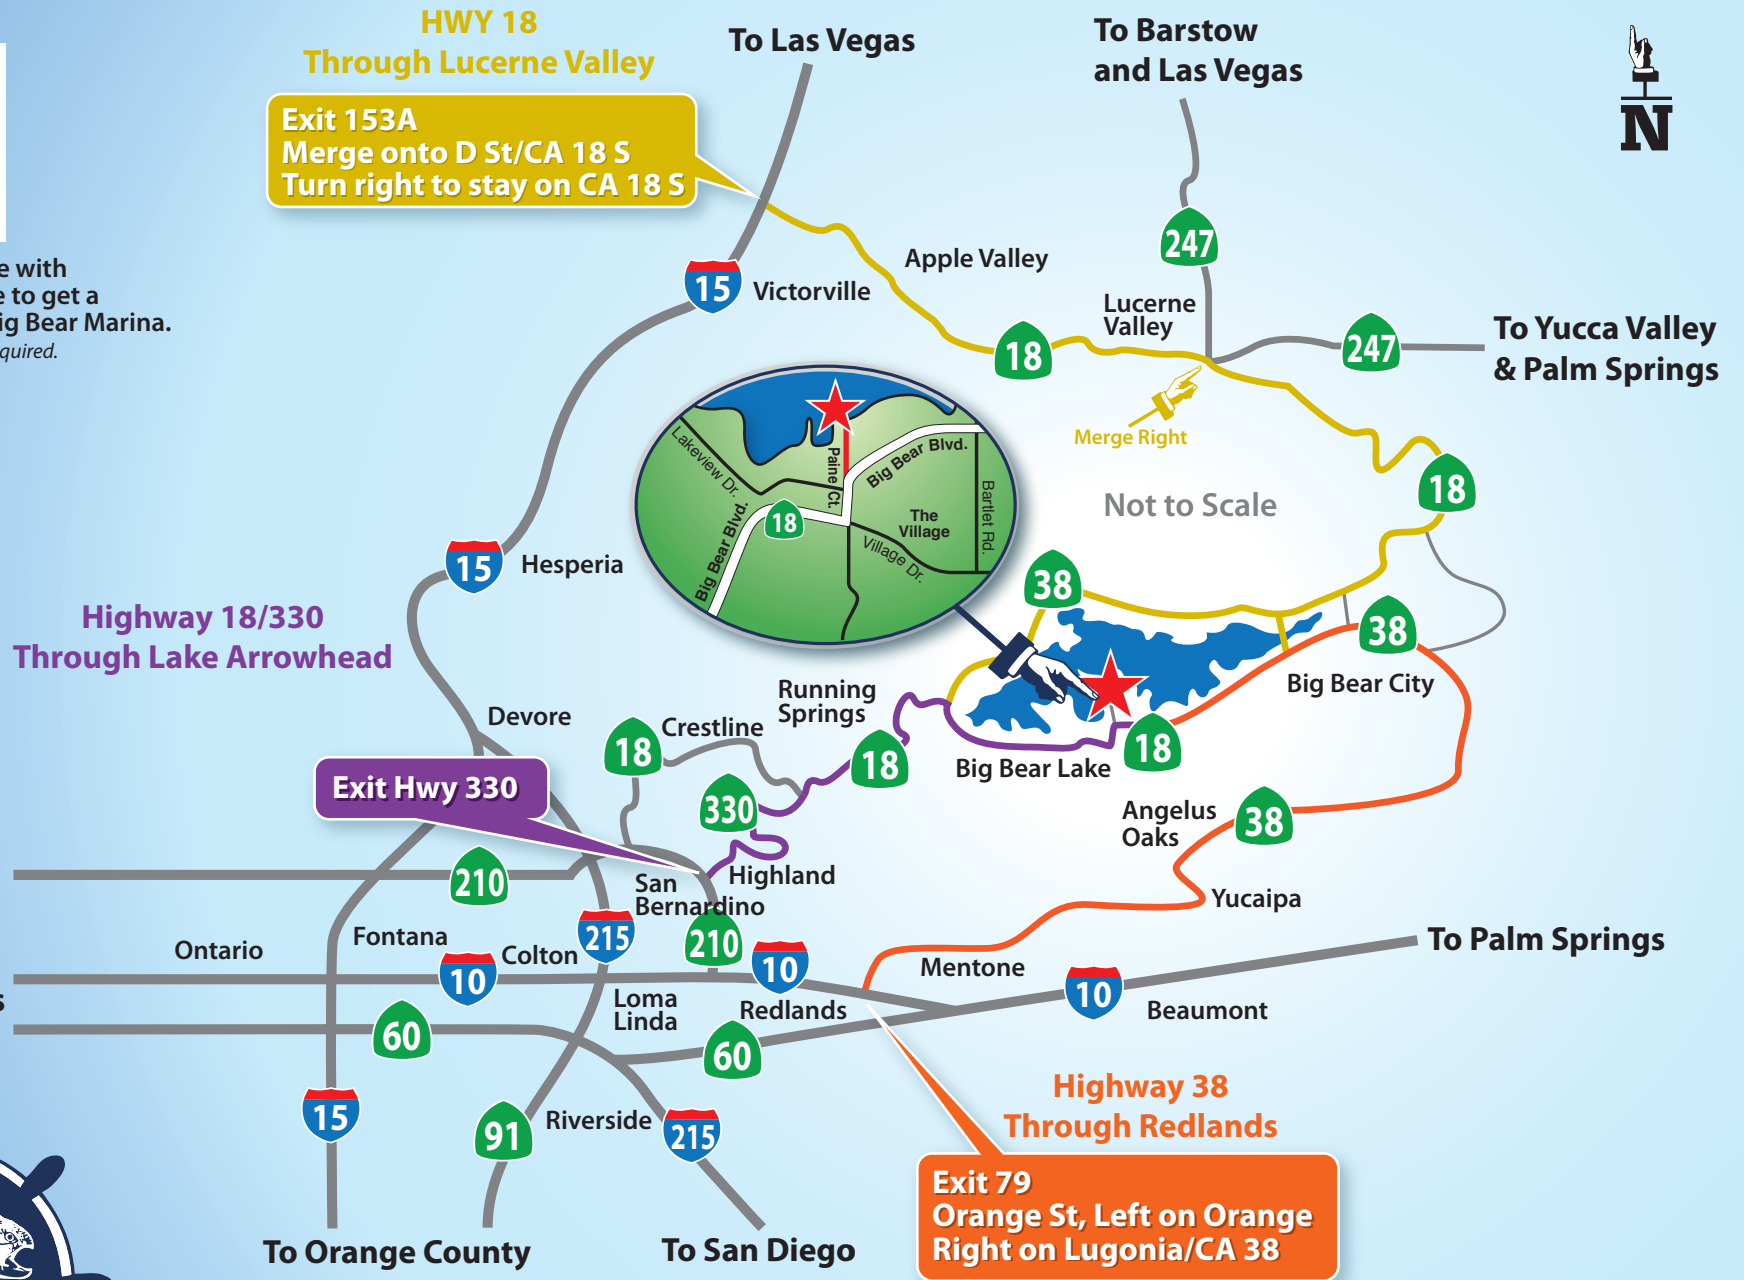 HWY 18
Through Lucerne Valley
Exit 153A
Merge onto D St/CA 18 S
Turn right to stay on CA 18 S
To Las Vegas
To Barstow
and Las Vegas
N
e with
e to get a
ig Bear Marina.
quired.
15
Victorville
Apple Valley
247
Lucerne
Valley
18
247
To Yucca Valley
& Palm Springs
Merge Right
Not to Scale
18
Lakeview Dr.
Paine Ct.
Big Bear Blvd.
Big Bear Blvd.
18
The
Village
Village Dr.
Bartlet Rd.
15
Hesperia
38
38
Big Bear City
Highway 18/330
Through Lake Arrowhead
Devore
18
Crestline
Running
Springs
18
Big Bear Lake
18
Exit Hwy 330
330
Angelus
Oaks
38
210
San
Bernardino
Highland
Yucaipa
Ontario
Fontana
10
Colton
215
210
10
Mentone
To Palm Springs
10
Beaumont
s
60
Loma
Linda
Redlands
60
15
91
Riverside
215
Highway 38
Through Redlands
Exit 79
Orange St, Left on Orange
Right on Lugonia/CA 38
To Orange County
To San Diego